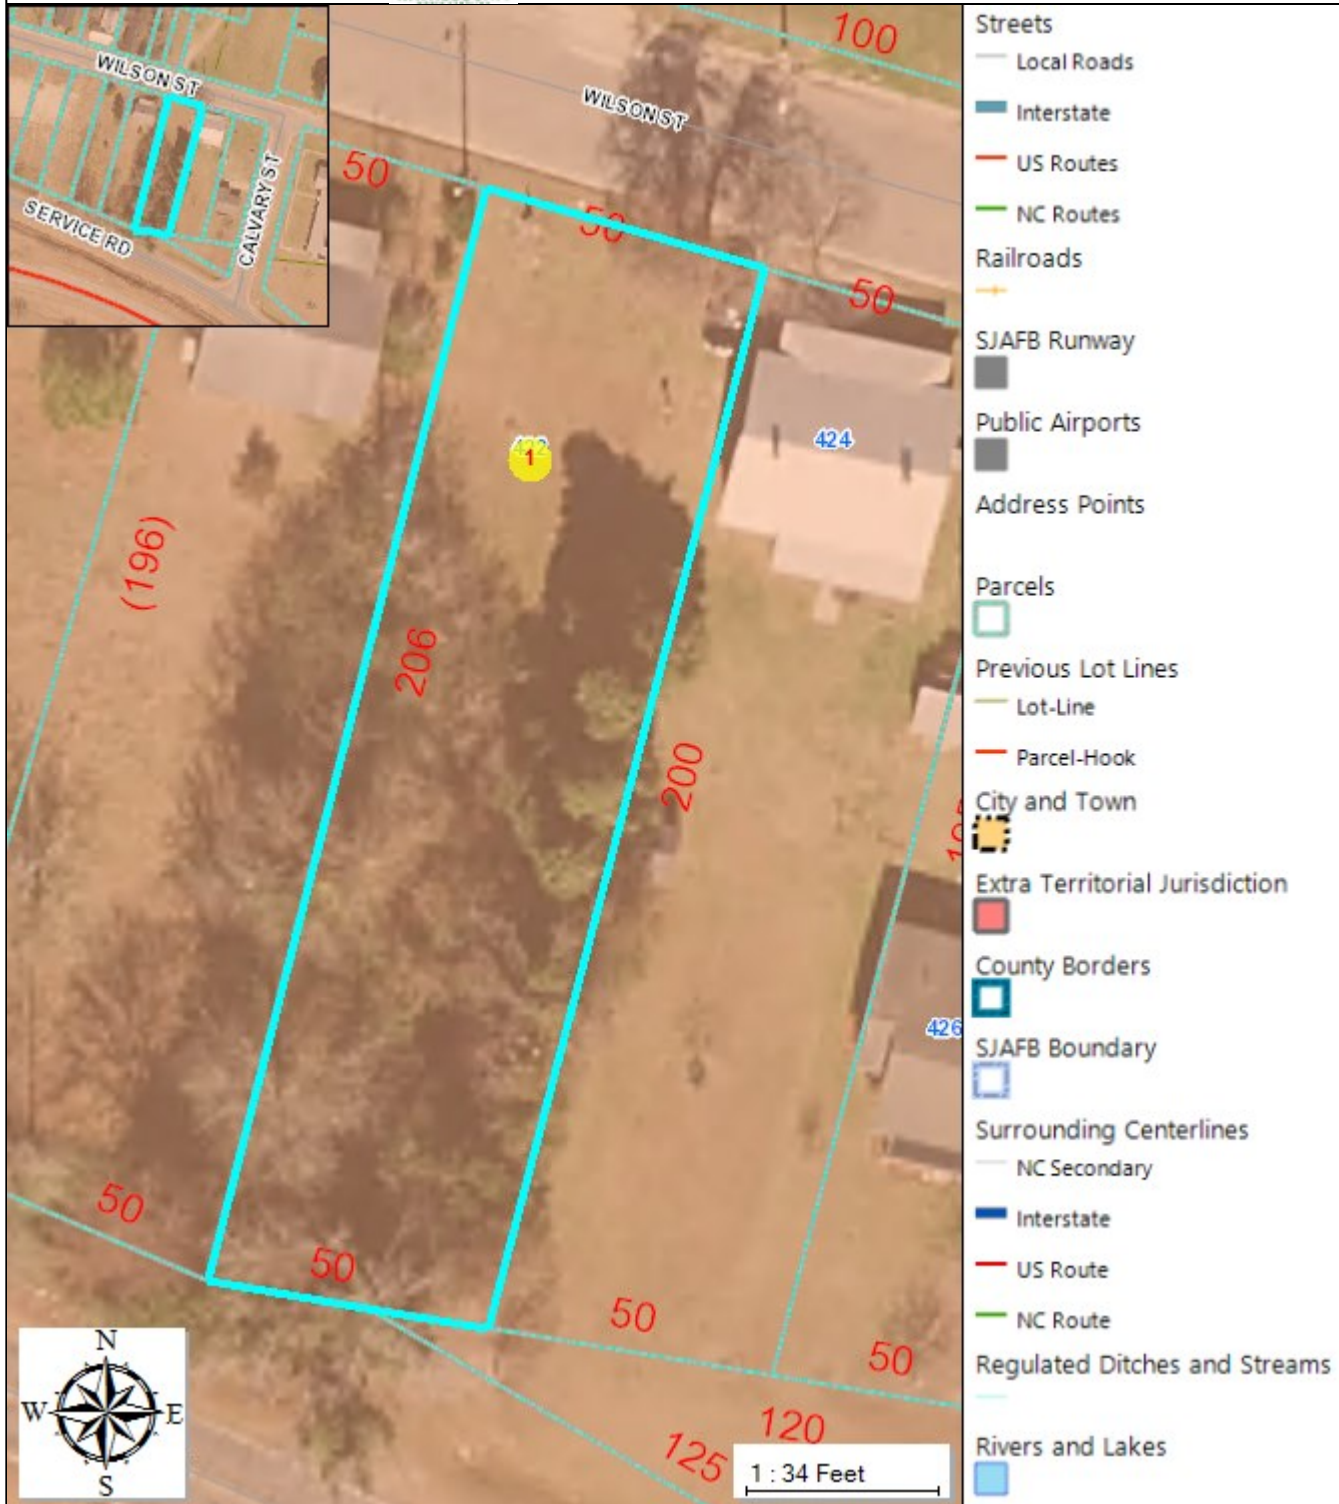 WILSON ST
CALVARY ST
SERVICE RD
100
WILSON ST
50
50
50
424
1
(196)
206
200
426
50
50
50
50
120
125
N
W
E
S
1 : 34 Feet
Streets
Local Roads
Interstate
US Routes
NC Routes
Railroads
SJAFB Runway
Public Airports
Address Points
Parcels
Previous Lot Lines
Lot-Line
Parcel-Hook
City and Town
Extra Territorial Jurisdiction
County Borders
SJAFB Boundary
Surrounding Centerlines
NC Secondary
Interstate
US Route
NC Route
Regulated Ditches and Streams
Rivers and Lakes